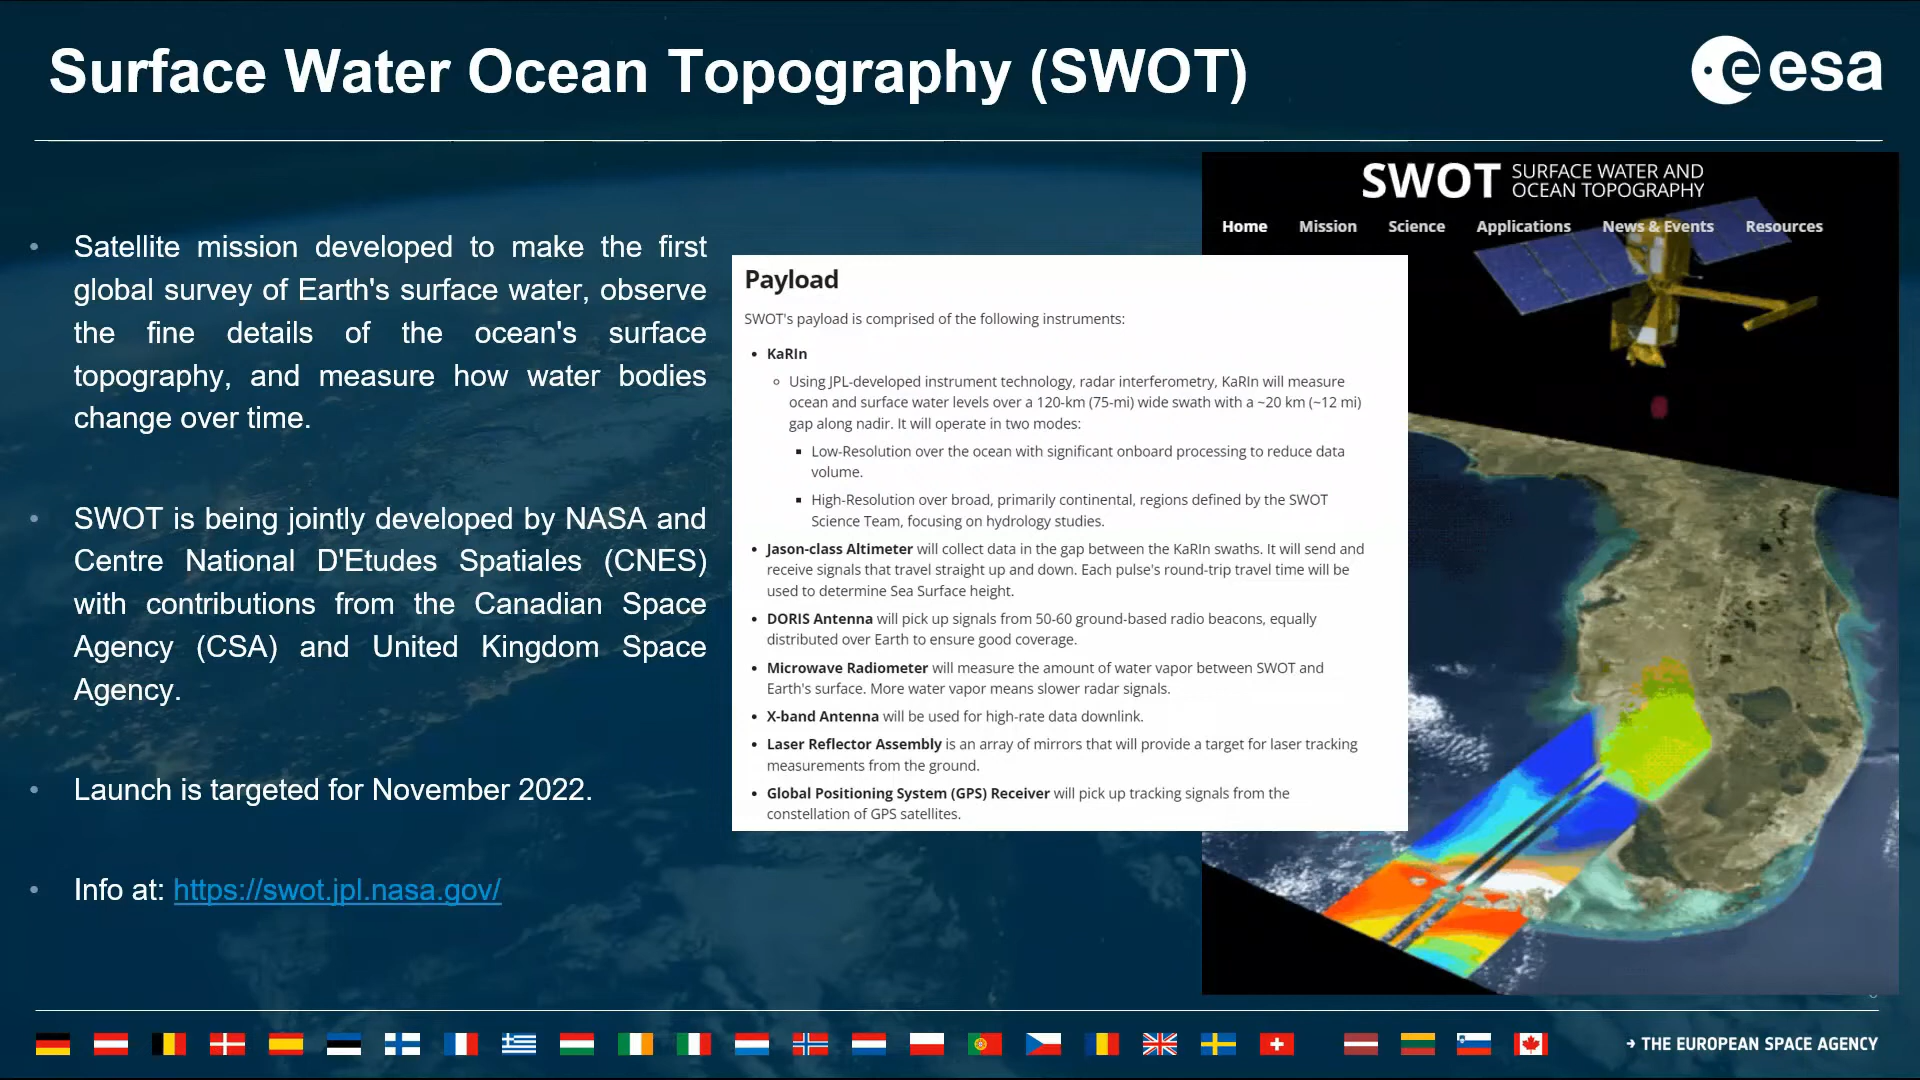 Surface Water Ocean Topography (SWOT)
esa
• Satellite mission developed to make the first
global survey of Earth's surface water, observe
the fine details of the ocean's surface
topography, and measure how water bodies
change over time.
• SWOT is being jointly developed by NASA and
Centre National D'Etudes Spatiales (CNES)
with contributions from the Canadian Space
Agency (CSA) and United Kingdom Space
Agency.
• Launch is targeted for November 2022.
• Info at: https://swot.jpl.nasa.gov/
SWOT SURFACE WATER AND
OCEAN TOPOGRAPHY
Home Mission Science Applications News & Events Resources
Payload
SWOT's payload is comprised of the following instruments:
• KaRIn
◦ Using JPL-developed instrument technology, radar interferometry, KaRIn will measure
ocean and surface water levels over a 120-km (75-mi) wide swath with a ~20 km (~12 mi)
gap along nadir. It will operate in two modes:
▪ Low-Resolution over the ocean with significant onboard processing to reduce data
volume.
▪ High-Resolution over broad, primarily continental, regions defined by the SWOT
Science Team, focusing on hydrology studies.
• Jason-class Altimeter will collect data in the gap between the KaRIn swaths. It will send and
receive signals that travel straight up and down. Each pulse's round-trip travel time will be
used to determine Sea Surface height.
• DORIS Antenna will pick up signals from 50-60 ground-based radio beacons, equally
distributed over Earth to ensure good coverage.
• Microwave Radiometer will measure the amount of water vapor between SWOT and
Earth's surface. More water vapor means slower radar signals.
• X-band Antenna will be used for high-rate data downlink.
• Laser Reflector Assembly is an array of mirrors that will provide a target for laser tracking
measurements from the ground.
• Global Positioning System (GPS) Receiver will pick up tracking signals from the
constellation of GPS satellites.
→ THE EUROPEAN SPACE AGENCY